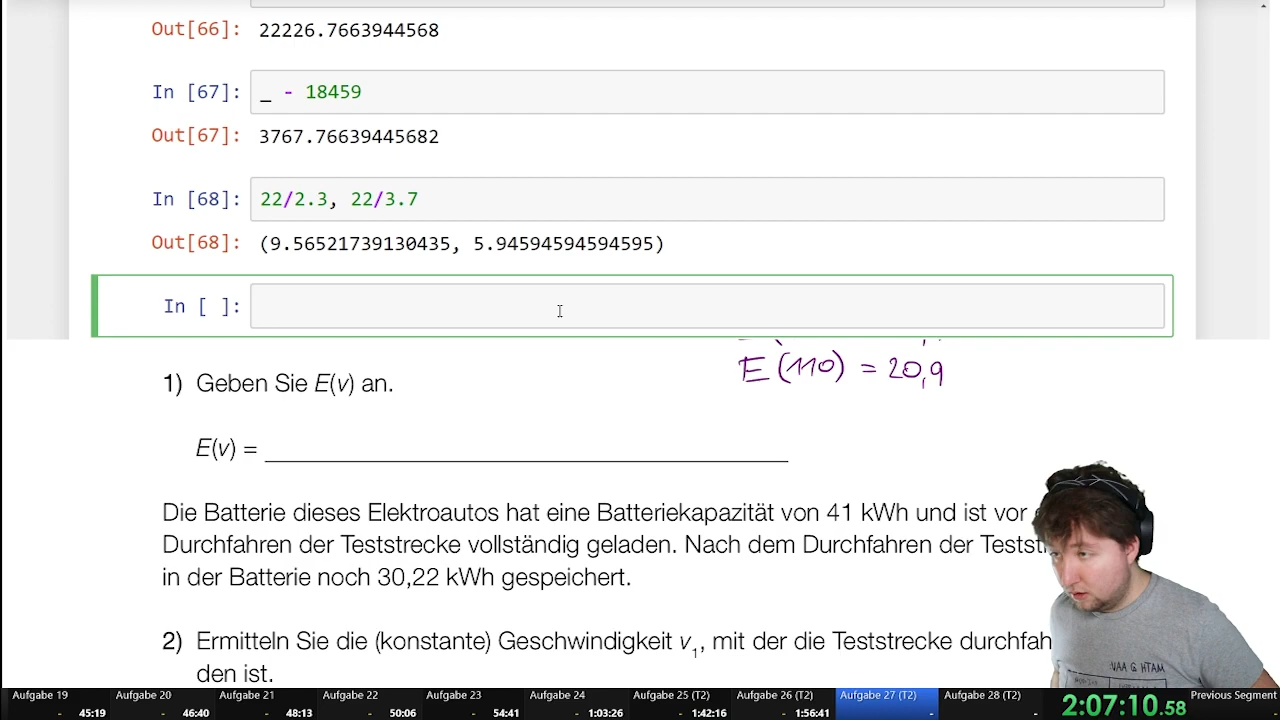 Out[66]: 22226.7663944568
In [67]: _ - 18459
Out[67]: 3767.76639445682
In [68]: 22/2.3, 22/3.7
Out[68]: (9.56521739130435, 5.94594594594595)
In [ ]:
E(110) = 20,9
1) Geben Sie E(v) an.
E(v) =
Die Batterie dieses Elektroautos hat eine Batteriekapazität von 41 kWh und ist vor
Durchfahren der Teststrecke vollständig geladen. Nach dem Durchfahren der Testst
in der Batterie noch 30,22 kWh gespeichert.
2) Ermitteln Sie die (konstante) Geschwindigkeit v1, mit der die Teststrecke durchfah
den ist.
Aufgabe 19 Aufgabe 20 Aufgabe 21 Aufgabe 22 Aufgabe 23 Aufgabe 24 Aufgabe 25 (T2) Aufgabe 26 (T2) Aufgabe 27 (T2) Aufgabe 28 (T2) 2:07:10.58 Previous Segment
- 45:19 - 46:40 - 48:13 - 50:06 - 54:41 - 1:03:26 - 1:42:16 - 1:56:41 - - -